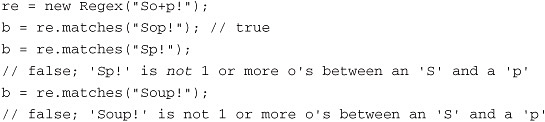 re = new Regex("So+p!");
b = re.matches("Sop!"); // true
b = re.matches("Sp!");
// false; 'Sp!' is not 1 or more o's between an 'S' and a 'p'
b = re.matches("Soup!");
// false; 'Soup!' is not 1 or more o's between an 'S' and a 'p'